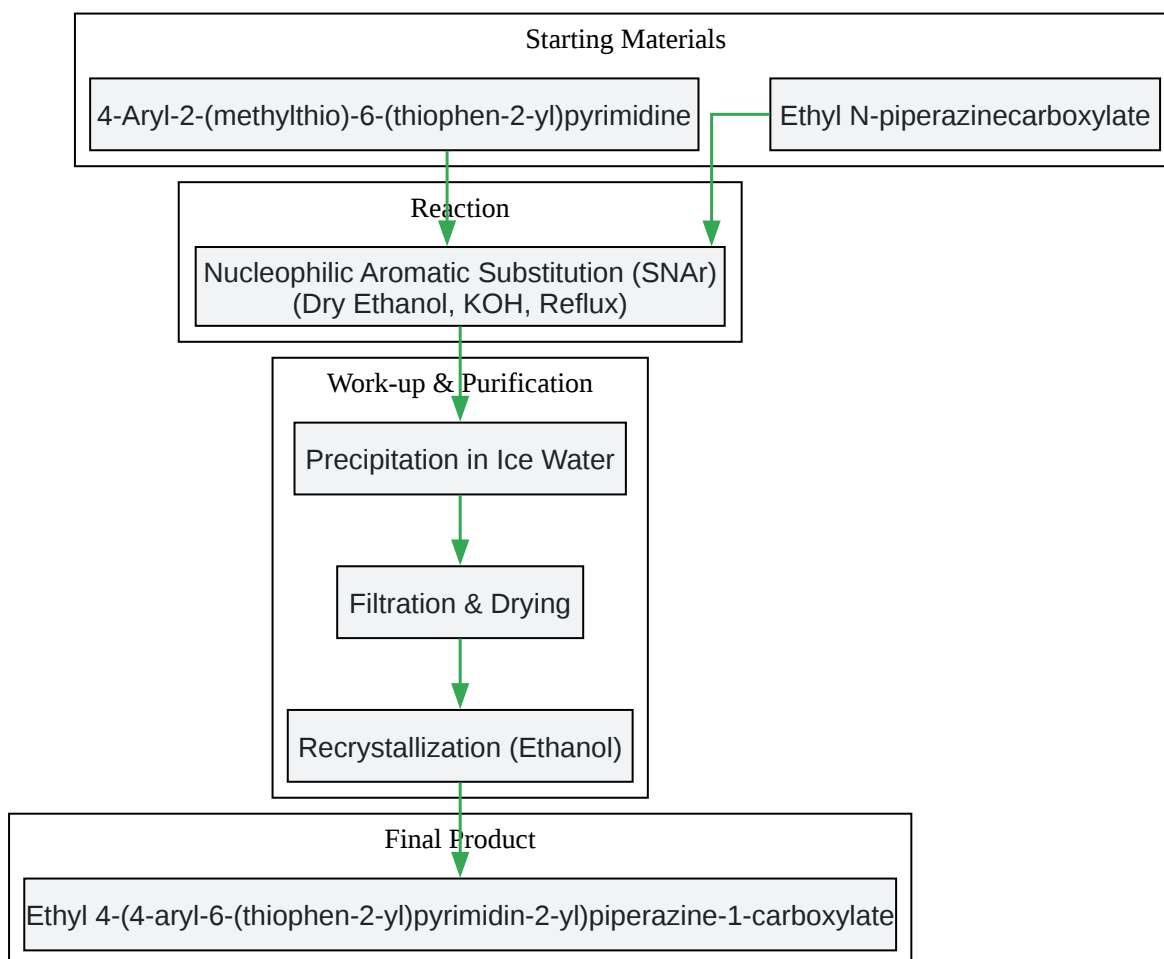 Starting Materials
4-Aryl-2-(methylthio)-6-(thiophen-2-yl)pyrimidine
Ethyl N-piperazinecarboxylate
Reaction
Nucleophilic Aromatic Substitution (SNAr)
(Dry Ethanol, KOH, Reflux)
Work-up & Purification
Precipitation in Ice Water
Filtration & Drying
Recrystallization (Ethanol)
Final Product
Ethyl 4-(4-aryl-6-(thiophen-2-yl)pyrimidin-2-yl)piperazine-1-carboxylate